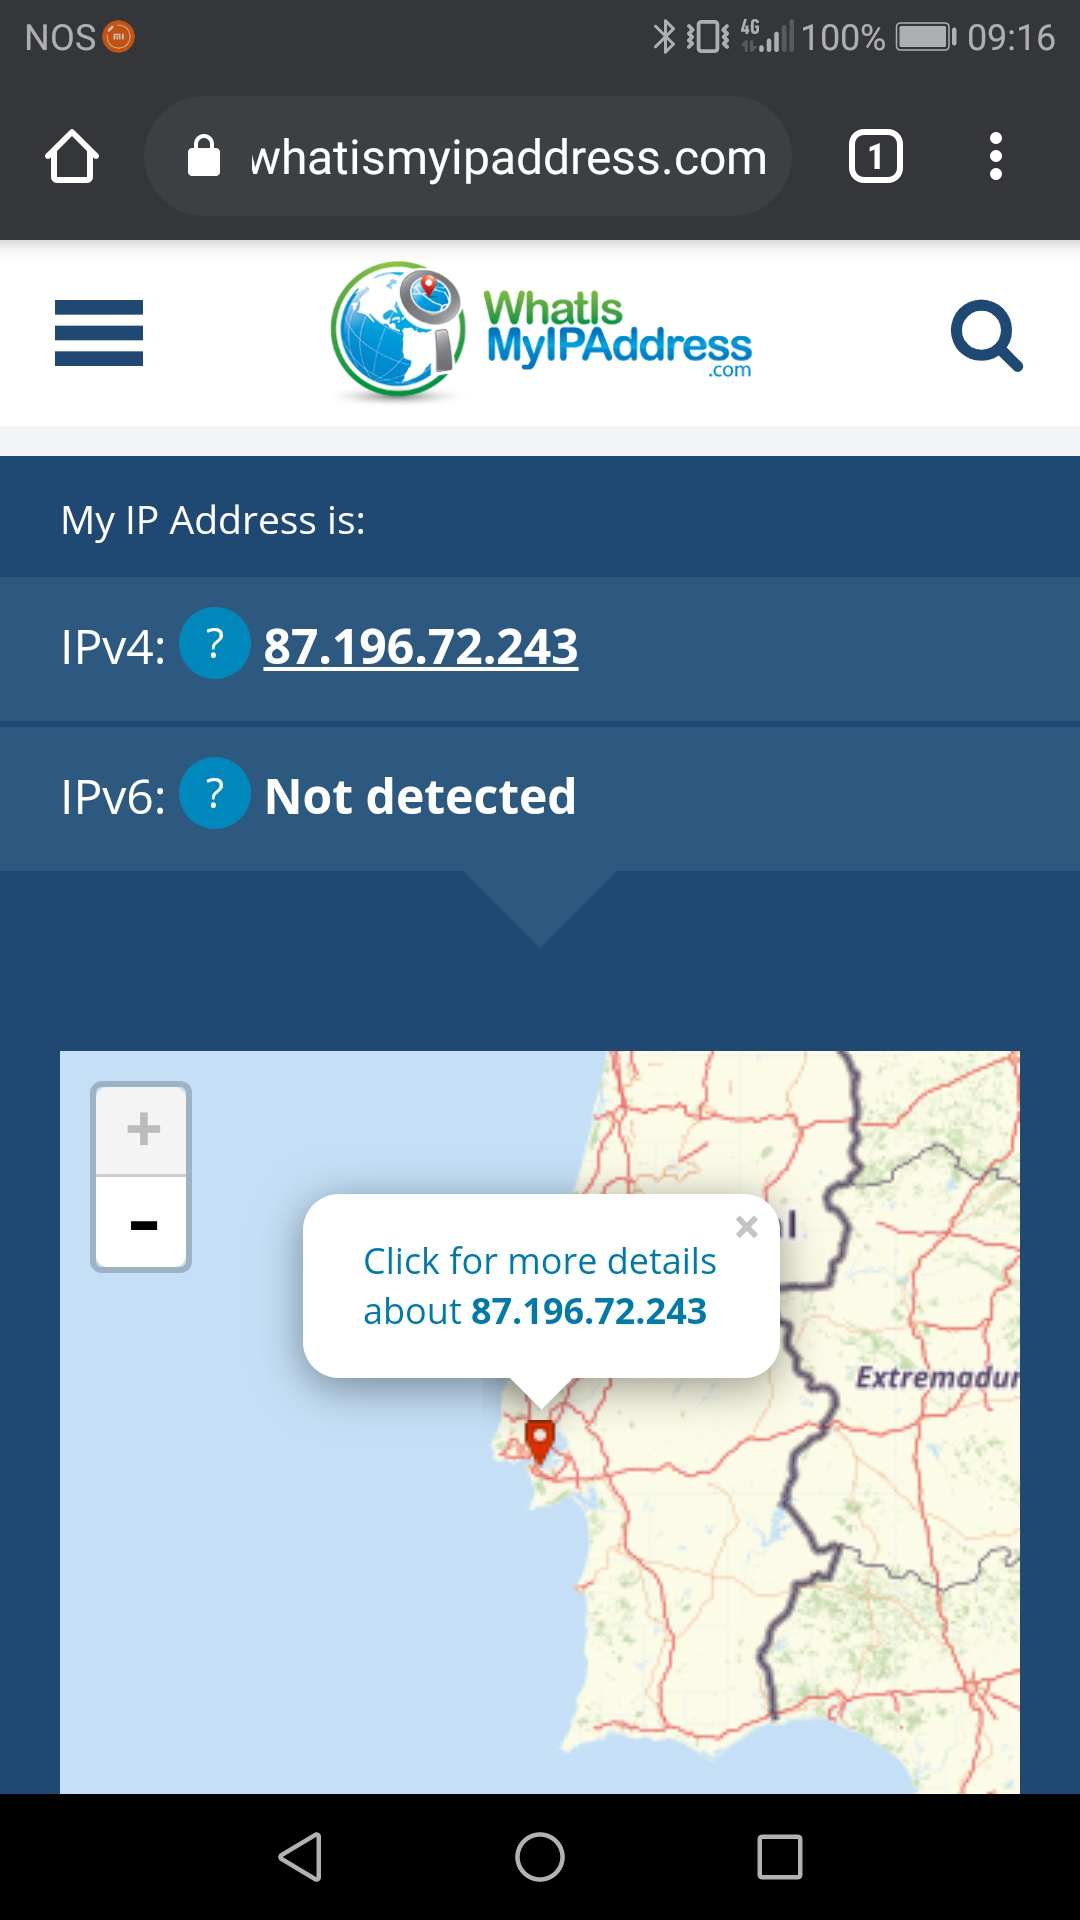 NOS 4G 100% 09:16
whatismyipaddress.com 1
WhatIs
MyIPAddress
.com
My IP Address is:
IPv4: ? 87.196.72.243
IPv6: ? Not detected
+
-
×
Click for more details
about 87.196.72.243
Extremadur